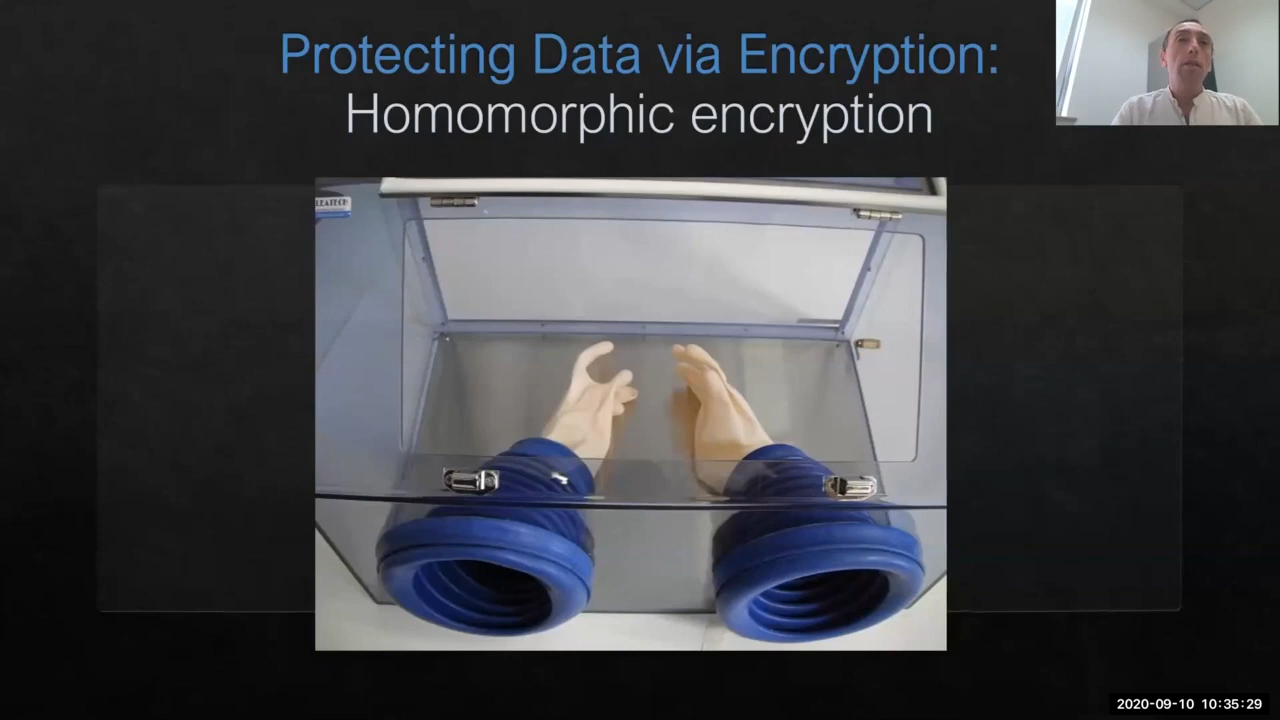 Protecting Data via Encryption:
Homomorphic encryption
2020-09-10 10:35:29